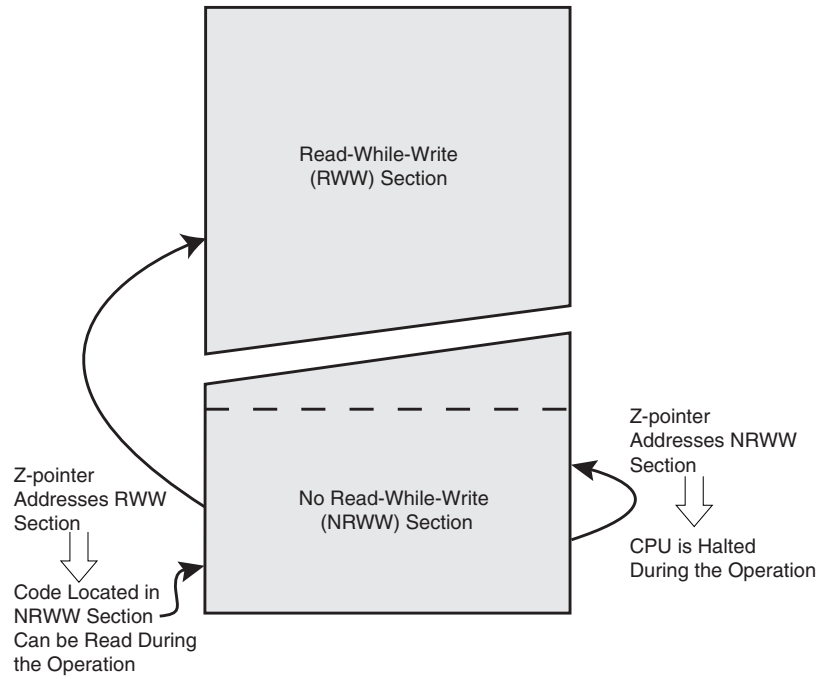 Read-While-Write
(RWW) Section
Z-pointer
Addresses NRWW
Section
CPU is Halted
During the Operation
No Read-While-Write
(NRWW) Section
Z-pointer
Addresses RWW
Section
Code Located in
NRWW Section
Can be Read During
the Operation